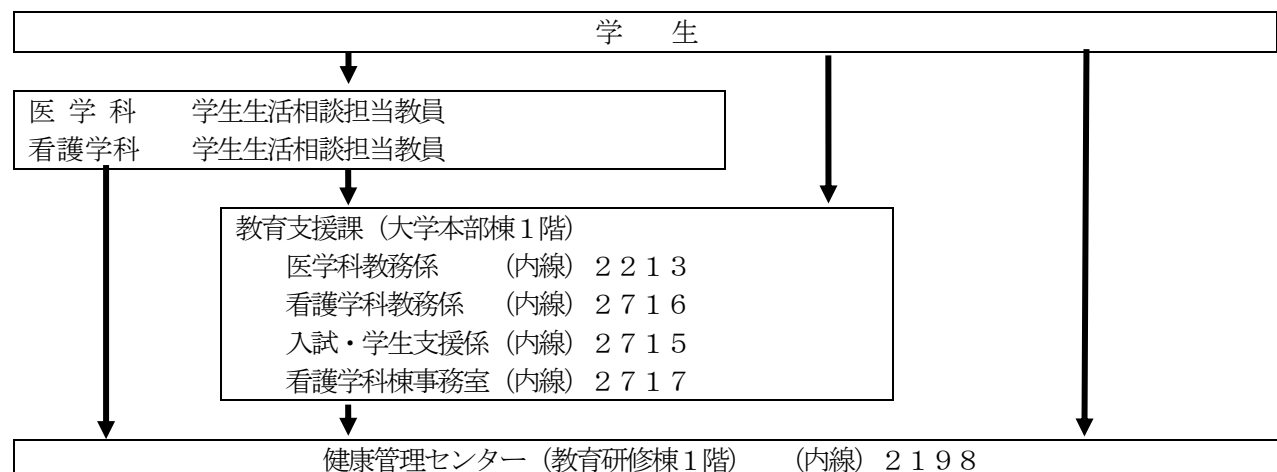 学　　生
医 学 科　　学生生活相談担当教員
看護学科　　学生生活相談担当教員
教育支援課（大学本部棟１階）
医学科教務係　　（内線）２２１３
看護学科教務係　（内線）２７１６
入試・学生支援係（内線）２７１５
看護学科棟事務室（内線）２７１７
健康管理センター（教育研修棟１階）　　（内線）２１９８